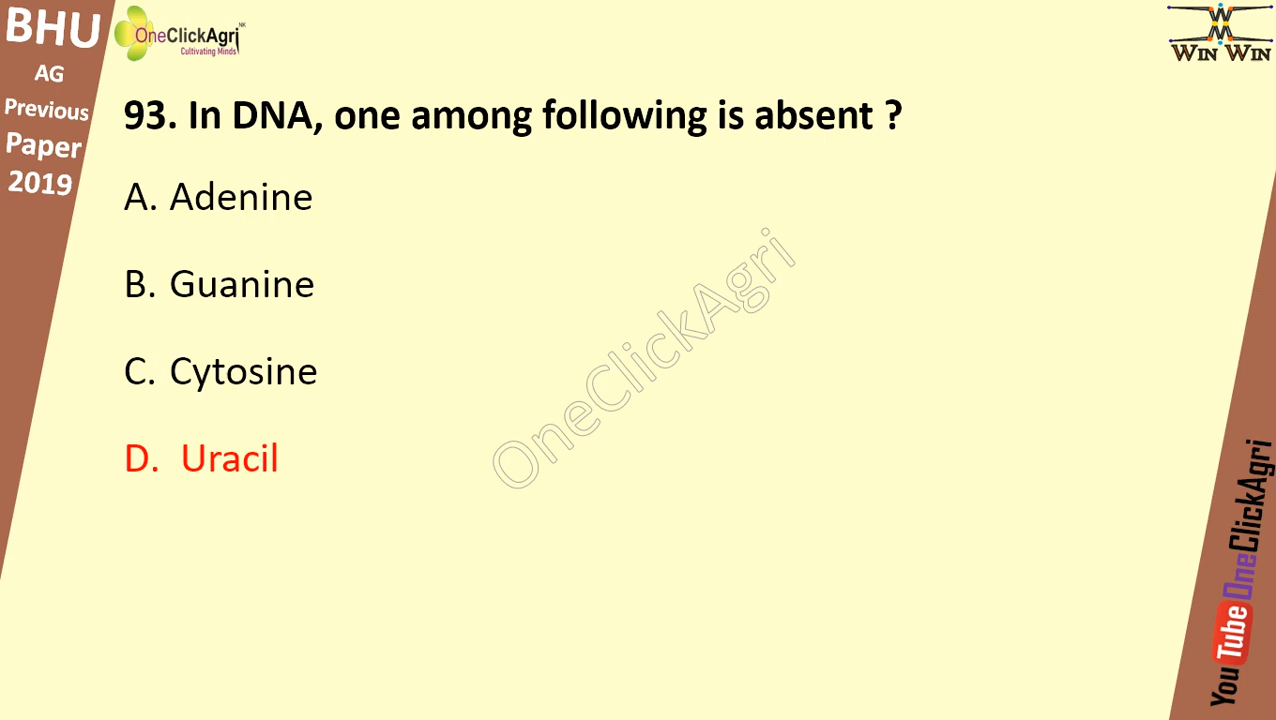 BHU
AG
Previous
Paper
2019
OneClickAgri NK
Cultivating Minds
WIN WIN
93. In DNA, one among following is absent ?
A. Adenine
B. Guanine
C. Cytosine
D. Uracil
OneClickAgri
YouTube OneClickAgri